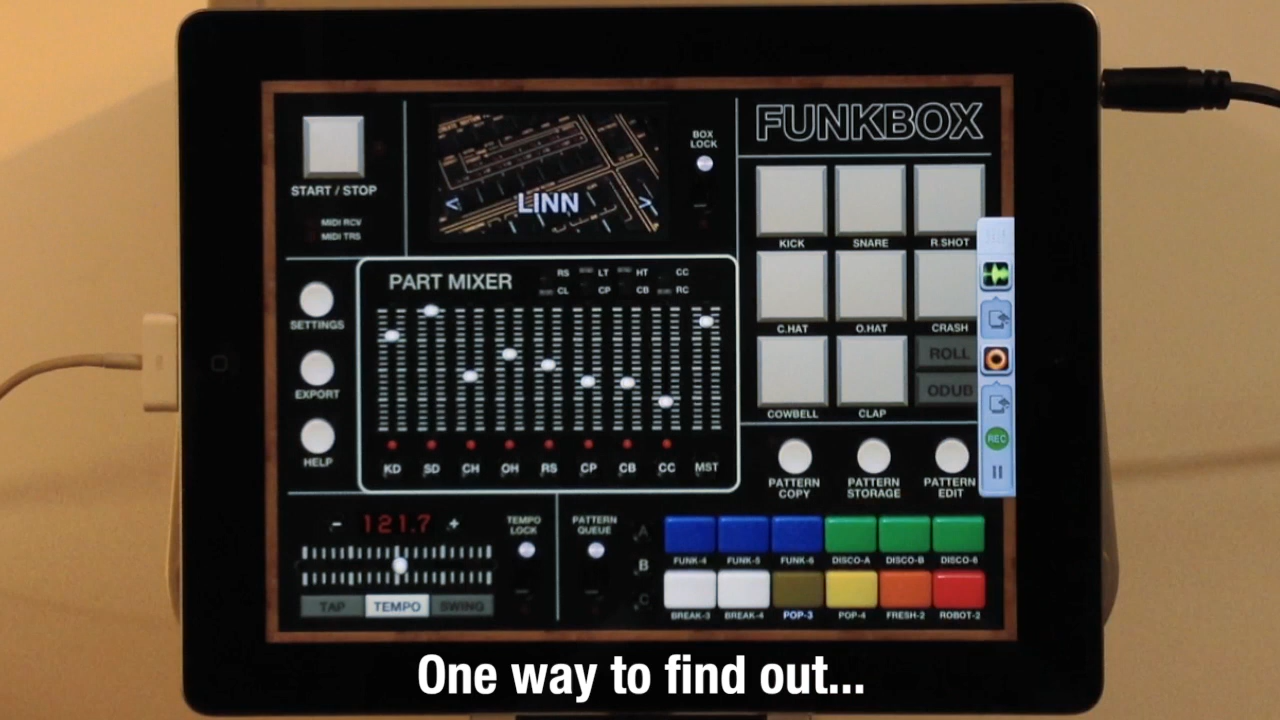 FUNKBOX
BOX
LOCK
START / STOP
< LINN >
MIDI RCV
MIDI TRS
KICK
SNARE
R.SHOT
PART MIXER
RS
LT
HT
CC
CL
CP
CB
RC
SETTINGS
EXPORT
HELP
C.HAT
O.HAT
CRASH
ROLL
ODUB
COWBELL
CLAP
REC
KD SD CH OH RS CP CB CC MST
PATTERN
COPY
PATTERN
STORAGE
PATTERN
EDIT
- 121.7 +
TEMPO
LOCK
PATTERN
QUEUE
A
B
C
FUNK-4 FUNK-5 FUNK-6 DISCO-A DISCO-B DISCO-6
BREAK-3 BREAK-4 POP-3 POP-4 FRESH-2 ROBOT-2
TAP TEMPO SWING
One way to find out...